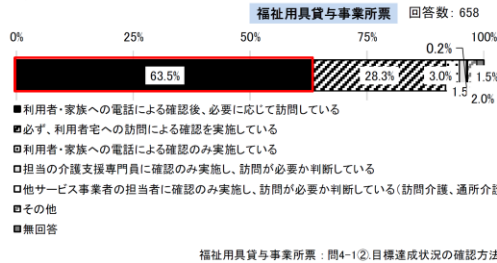 福祉用具貸与事業所票 回答数: 658
0% 25% 50% 75% 100%
0.2%
63.5% 28.3% 3.0% 1.5%
1.5
2.0%
■利用者・家族への電話による確認後、必要に応じて訪問している
必ず、利用者宅への訪問による確認を実施している
利用者・家族への電話による確認のみ実施している
担当の介護支援専門員に確認のみ実施し、訪問が必要か判断している
他サービス事業者の担当者に確認のみ実施し、訪問が必要か判断している(訪問介護、通所介護
その他
無回答
福祉用具貸与事業所票：問4-1②.目標達成状況の確認方法